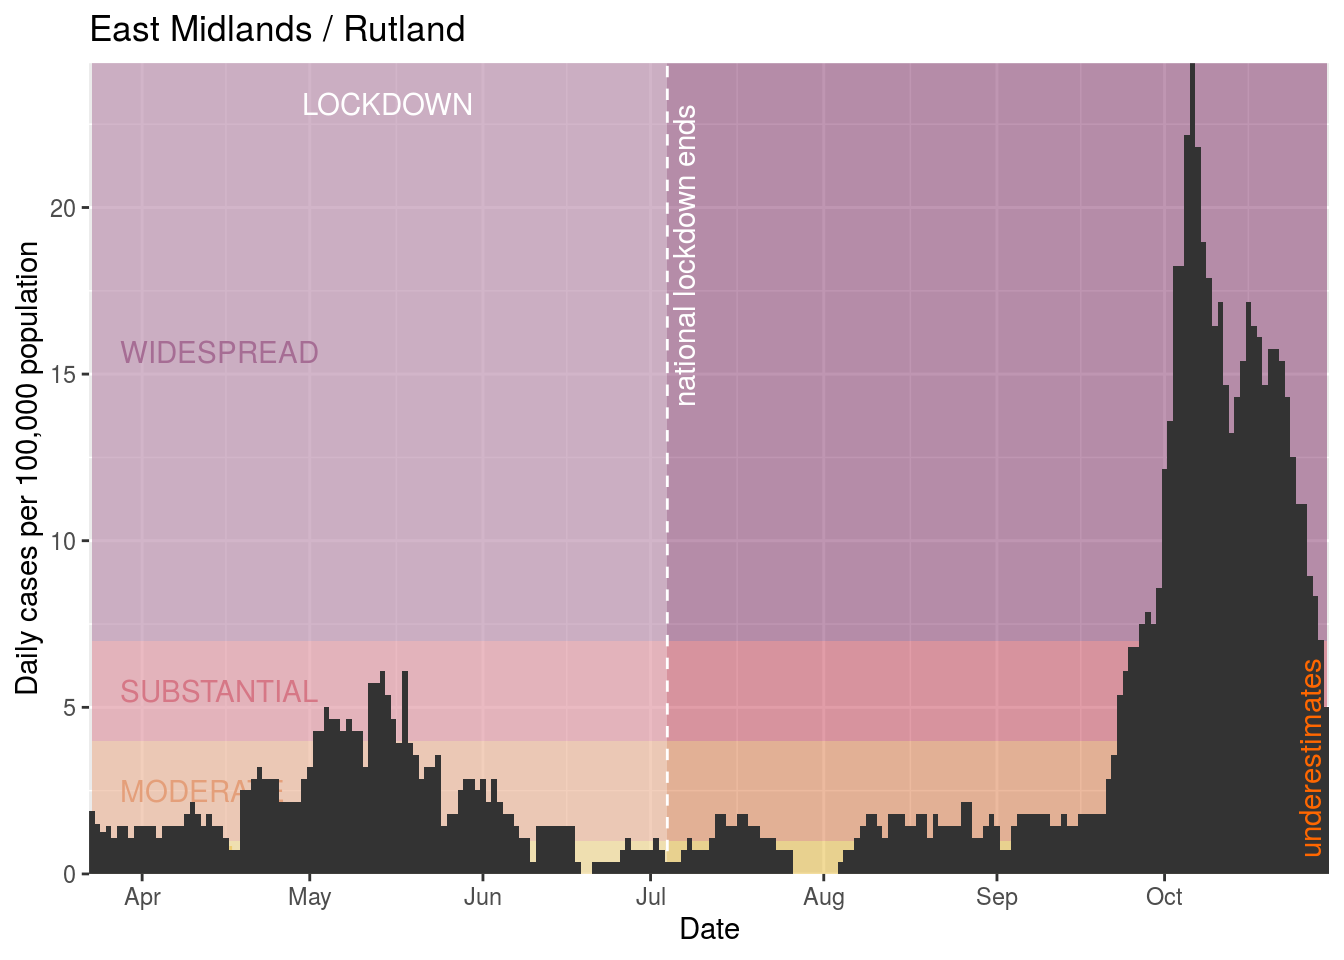 East Midlands / Rutland
LOCKDOWN
national lockdown ends
WIDESPREAD
SUBSTANTIAL
MODERATE
underestimates
Daily cases per 100,000 population
20
15
10
5
0
Apr
May
Jun
Jul
Aug
Sep
Oct
Date